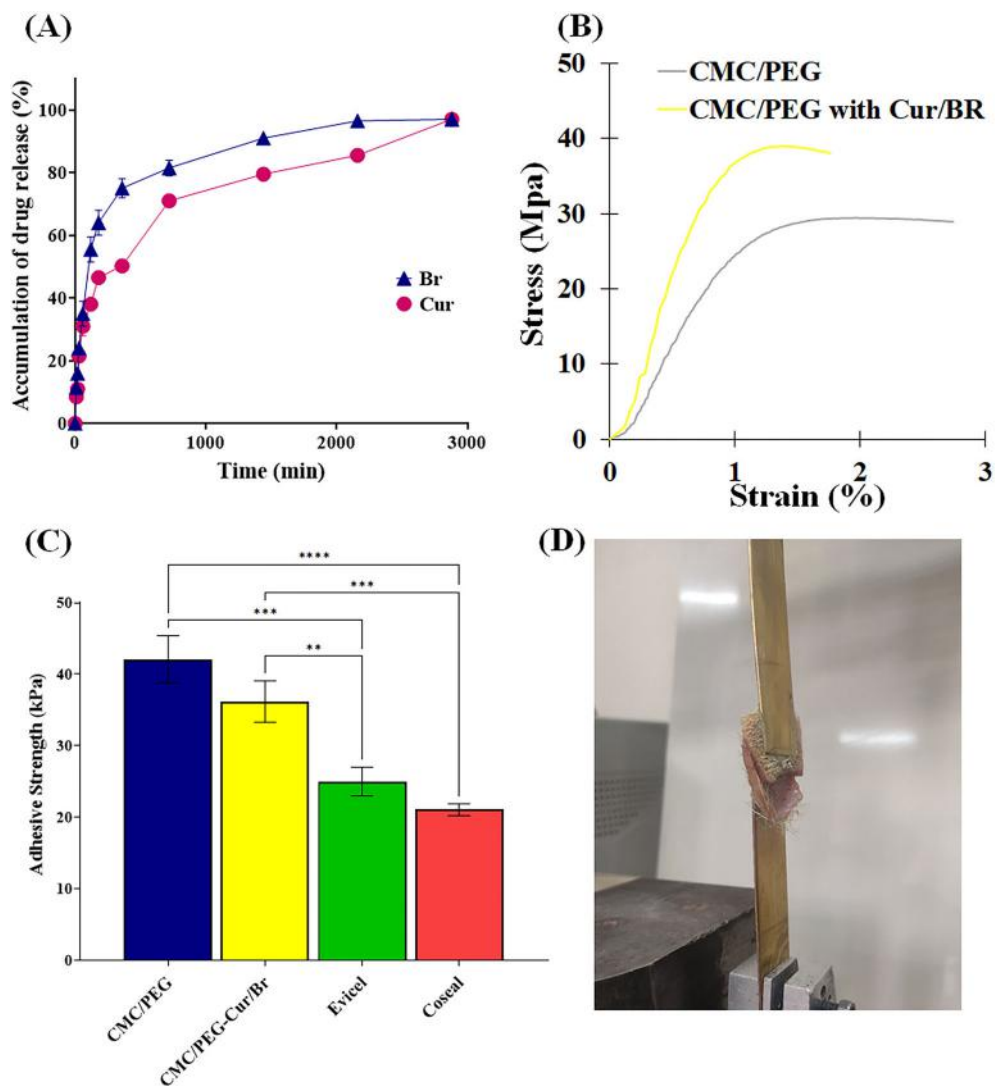 (A)
Accumulation of drug release (%)
100
80
60
40
20
0
Br
Cur
0
1000
2000
3000
Time (min)
(B)
Stress (Mpa)
50
40
30
20
10
0
CMC/PEG
CMC/PEG with Cur/BR
0
1
2
3
Strain (%)
(C)
Adhesive Strength (kPa)
50
40
30
20
10
0
****
***
***
**
CMC/PEG
CMC/PEG-Cur/Br
Evicel
Coseal
(D)